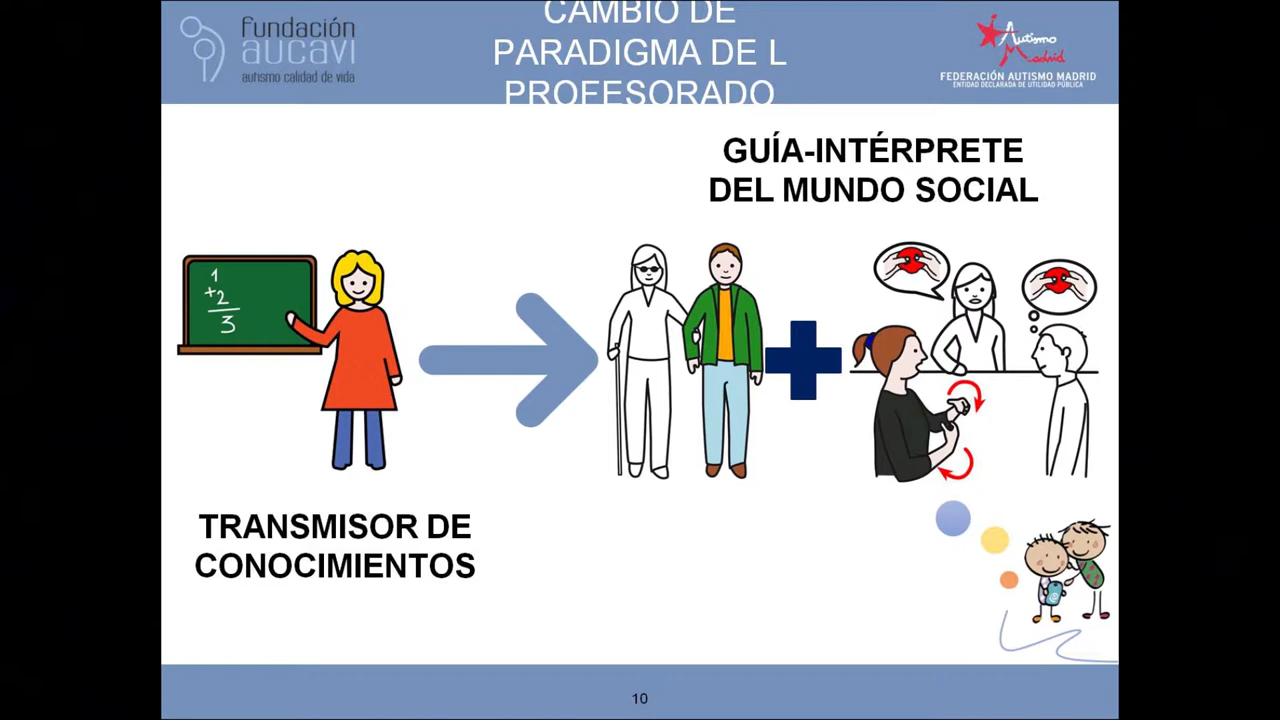 fundación
aucavi
autismo calidad de vida
CAMBIO DE
PARADIGMA DE L
PROFESORADO
Autismo
Madrid
FEDERACIÓN AUTISMO MADRID
ENTIDAD DECLARADA DE UTILIDAD PÚBLICA
GUÍA-INTÉRPRETE
DEL MUNDO SOCIAL
1
+2
3
TRANSMISOR DE
CONOCIMIENTOS
10